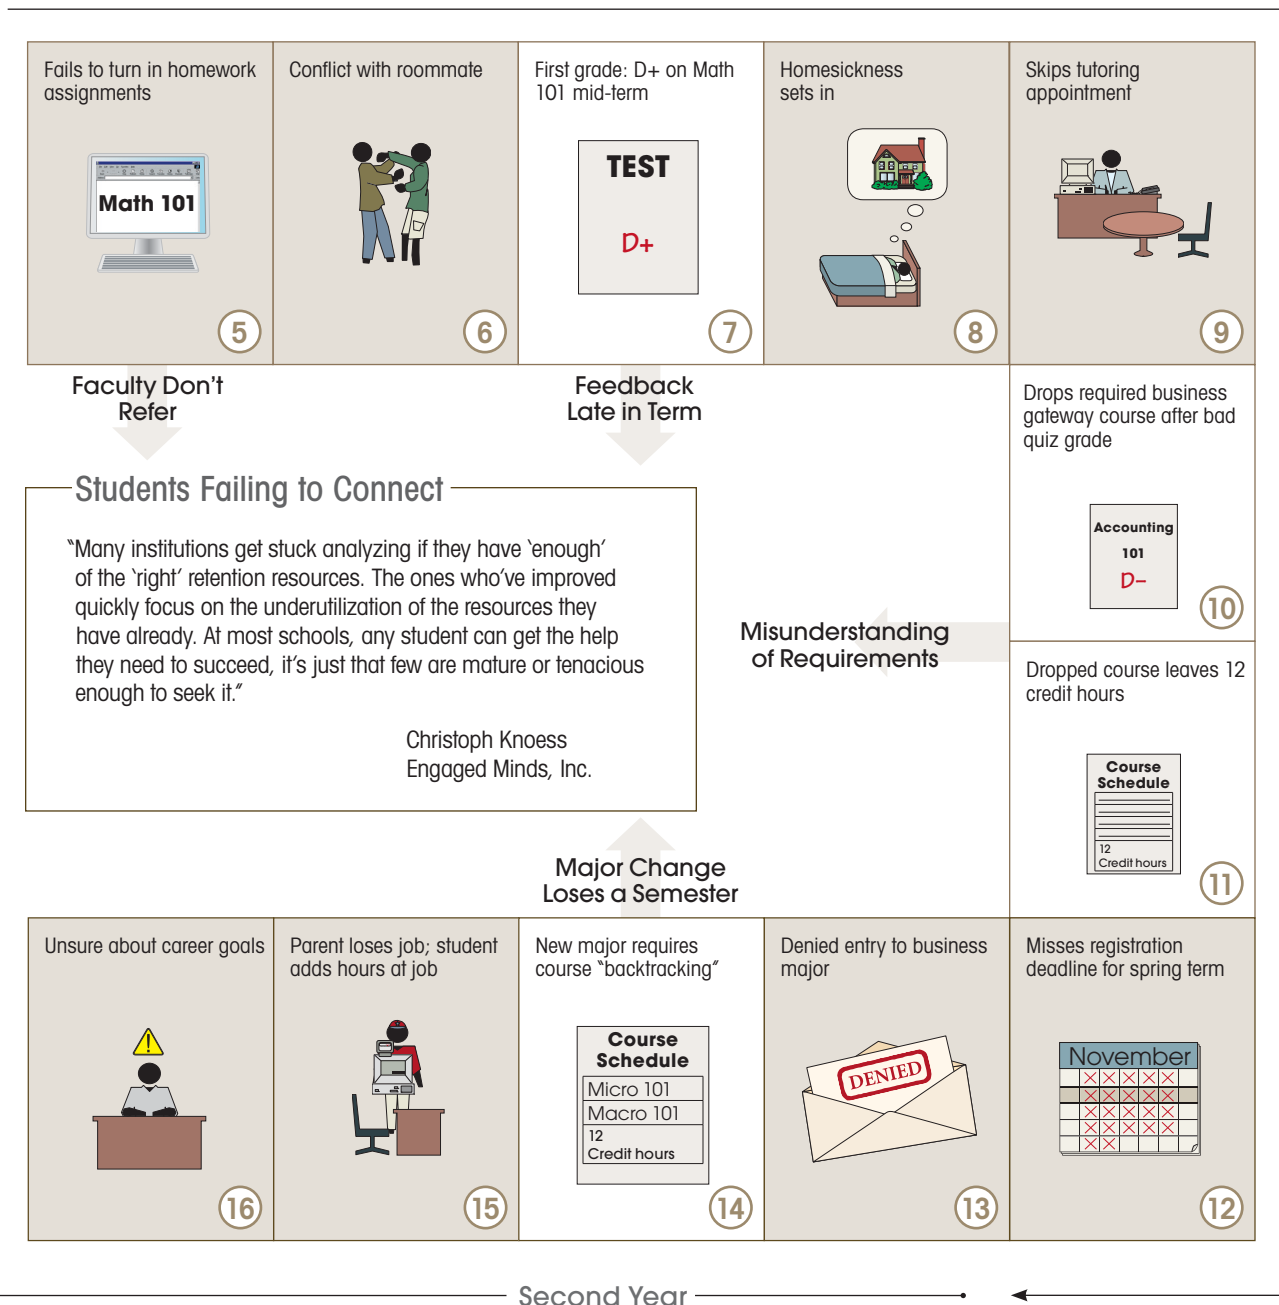 Fails to turn in homework
assignments
Math 101
5
Conflict with roommate
6
First grade: D+ on Math
101 mid-term
TEST
D+
7
Homesickness
sets in
8
Skips tutoring
appointment
9
Faculty Don't
Refer
Feedback
Late in Term
Drops required business
gateway course after bad
quiz grade
Accounting
101
D–
10
Students Failing to Connect
"Many institutions get stuck analyzing if they have 'enough'
of the 'right' retention resources. The ones who've improved
quickly focus on the underutilization of the resources they
have already. At most schools, any student can get the help
they need to succeed, it's just that few are mature or tenacious
enough to seek it."
Christoph Knoess
Engaged Minds, Inc.
Misunderstanding
of Requirements
Dropped course leaves 12
credit hours
Course
Schedule
12
Credit hours
11
Major Change
Loses a Semester
Unsure about career goals
16
Parent loses job; student
adds hours at job
15
New major requires
course "backtracking"
Course
Schedule
Micro 101
Macro 101
12
Credit hours
14
Denied entry to business
major
DENIED
13
Misses registration
deadline for spring term
November
12
Second Year